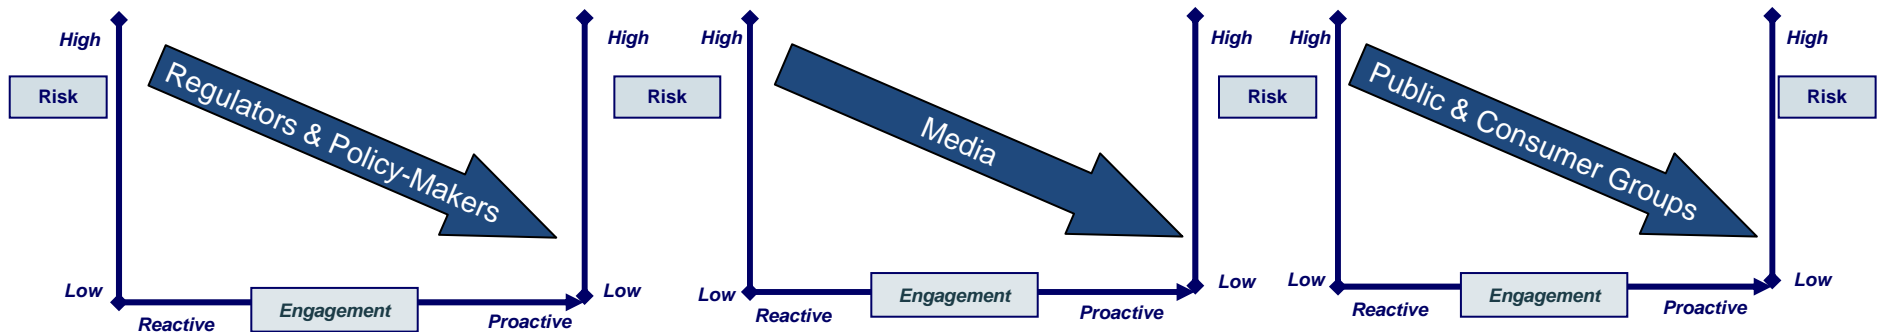 High
Risk
Regulators & Policy-Makers
Low
Reactive
Engagement
Proactive
High
Risk
Low
High
Media
Low
Reactive
Engagement
Proactive
High
Risk
Low
High
Public & Consumer Groups
Low
Reactive
Engagement
Proactive
High
Risk
Low